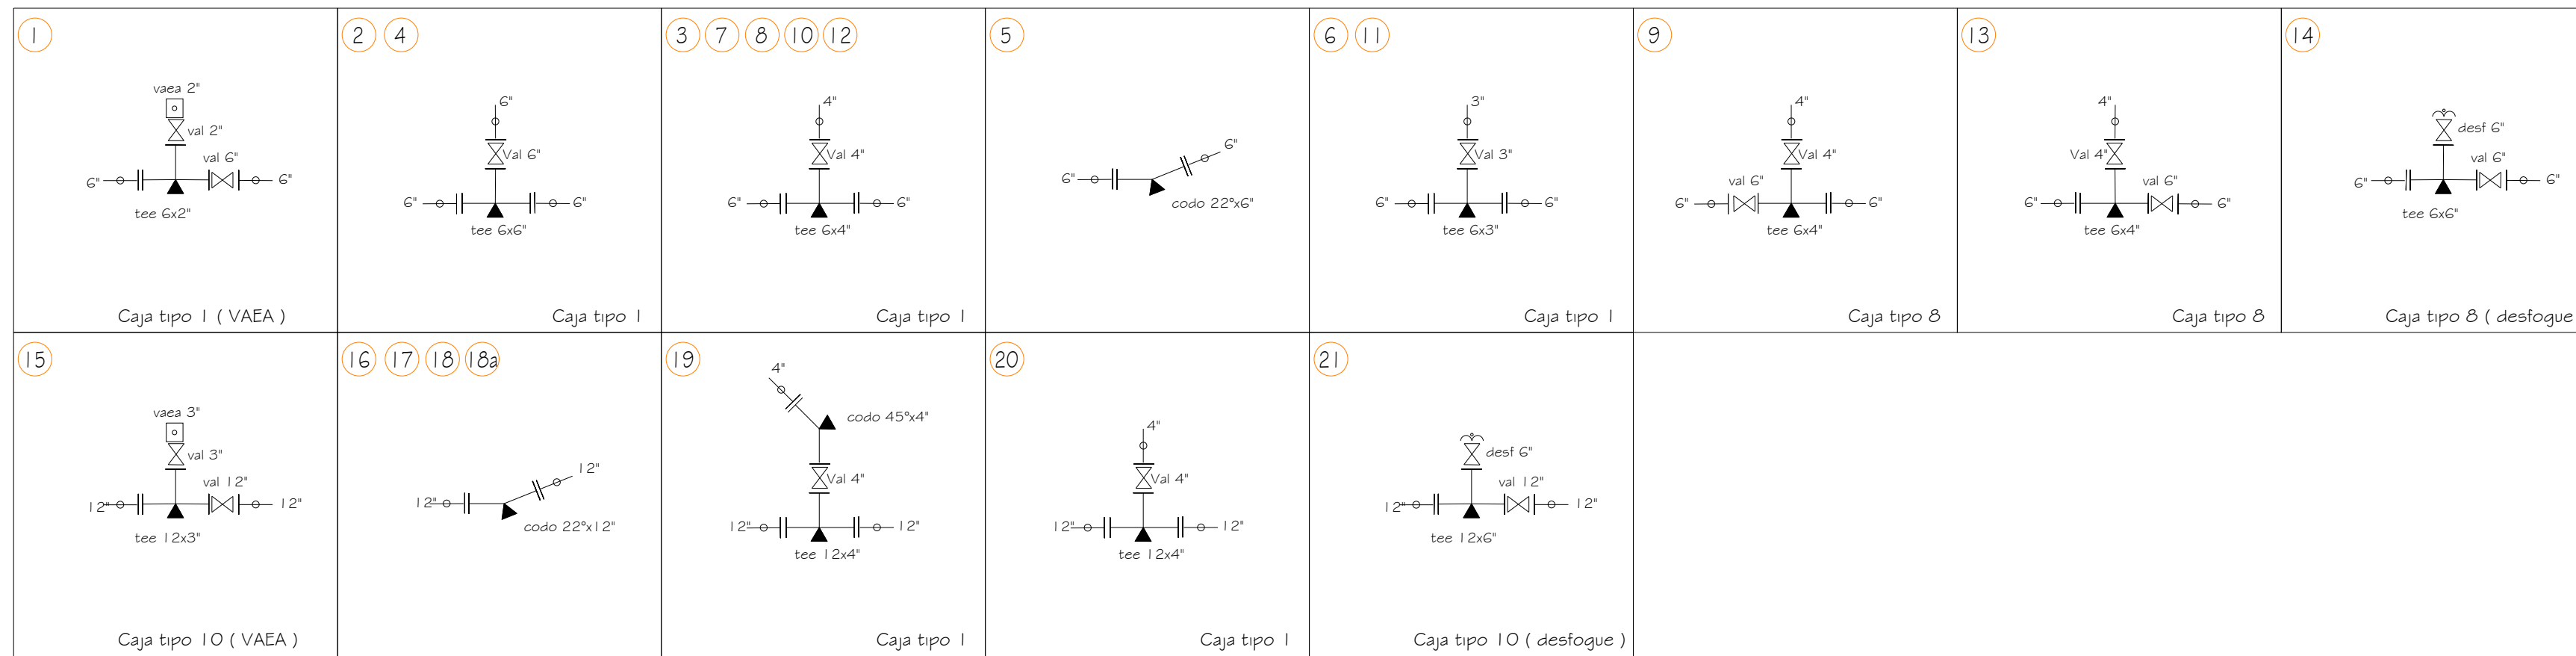 1
vaea 2"
val 2"
val 6"
6"
6"
tee 6x2"
Caja tipo 1 ( VAEA )
2 4
6"
Val 6"
6"
6"
tee 6x6"
Caja tipo 1
3 7 8 10 12
4"
Val 4"
6"
6"
tee 6x4"
Caja tipo 1
5
6"
6"
codo 22°x6"
6 11
3"
Val 3"
6"
6"
tee 6x3"
Caja tipo 1
9
4"
Val 4"
val 6"
6"
6"
tee 6x4"
Caja tipo 8
13
4"
Val 4"
val 6"
6"
6"
tee 6x4"
Caja tipo 8
14
desf 6"
val 6"
6"
6"
tee 6x6"
Caja tipo 8 ( desfogue
15
vaea 3"
val 3"
val 12"
12"
12"
tee 12x3"
Caja tipo 10 ( VAEA )
16 17 18 18a
12"
12"
codo 22°x12"
19
4"
codo 45°x4"
Val 4"
12"
12"
tee 12x4"
Caja tipo 1
20
4"
Val 4"
12"
12"
tee 12x4"
Caja tipo 1
21
desf 6"
val 12"
12"
12"
tee 12x6"
Caja tipo 10 ( desfogue )